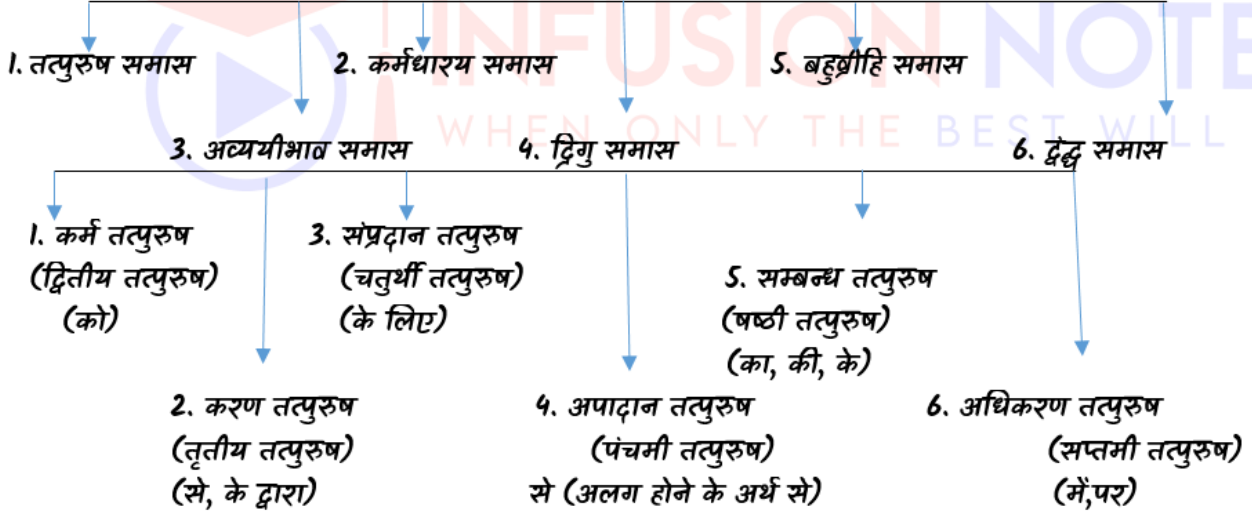 INFUSION NOTE
1. तत्पुरुष समास 2. कर्मधारय समास 5. बहुव्रीहि समास
WHEN ONLY THE BEST WILL
3. अव्ययीभाव समास 4. द्विगु समास 6. द्वंद्ध समास
1. कर्म तत्पुरुष 3. संप्रदान तत्पुरुष
(द्वितीय तत्पुरुष) (चतुर्थी तत्पुरुष) 5. सम्बन्ध तत्पुरुष
(को) (के लिए) (षष्ठी तत्पुरुष)
(का, की, के)
2. करण तत्पुरुष 4. अपादान तत्पुरुष 6. अधिकरण तत्पुरुष
(तृतीय तत्पुरुष) (पंचमी तत्पुरुष) (सप्तमी तत्पुरुष)
(से, के द्वारा) से (अलग होने के अर्थ से) (में,पर)